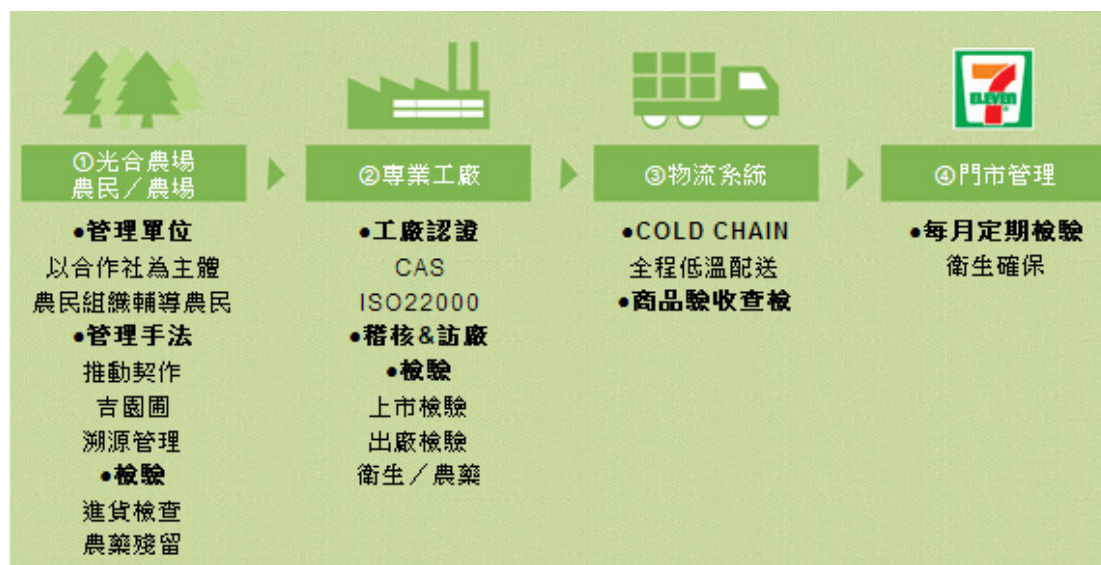 7
ELEVEN
①光合農場
農民／農場
●管理單位
以合作社為主體
農民組織輔導農民
●管理手法
推動契作
吉園圃
溯源管理
●檢驗
進貨檢查
農藥殘留
②專業工廠
●工廠認證
CAS
ISO22000
●稽核&訪廠
●檢驗
上市檢驗
出廠檢驗
衛生／農藥
③物流系統
●COLD CHAIN
全程低溫配送
●商品驗收查檢
④門市管理
●每月定期檢驗
衛生確保